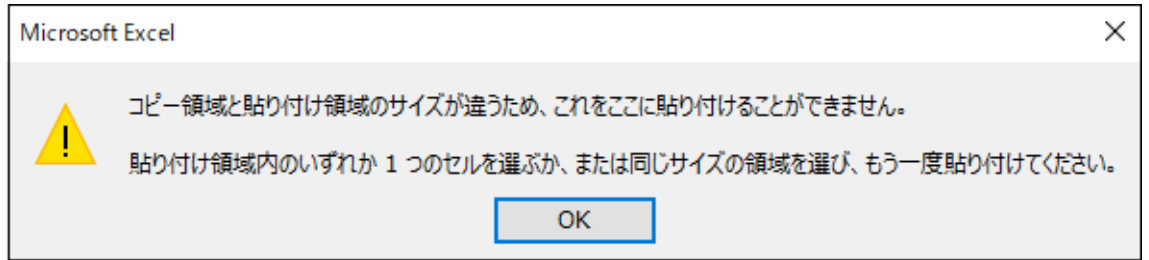 Microsoft Excel
コピー領域と貼り付け領域のサイズが違うため、これをここに貼り付けることができません。
貼り付け領域内のいずれか 1 つのセルを選ぶか、または同じサイズの領域を選び、もう一度貼り付けてください。
OK